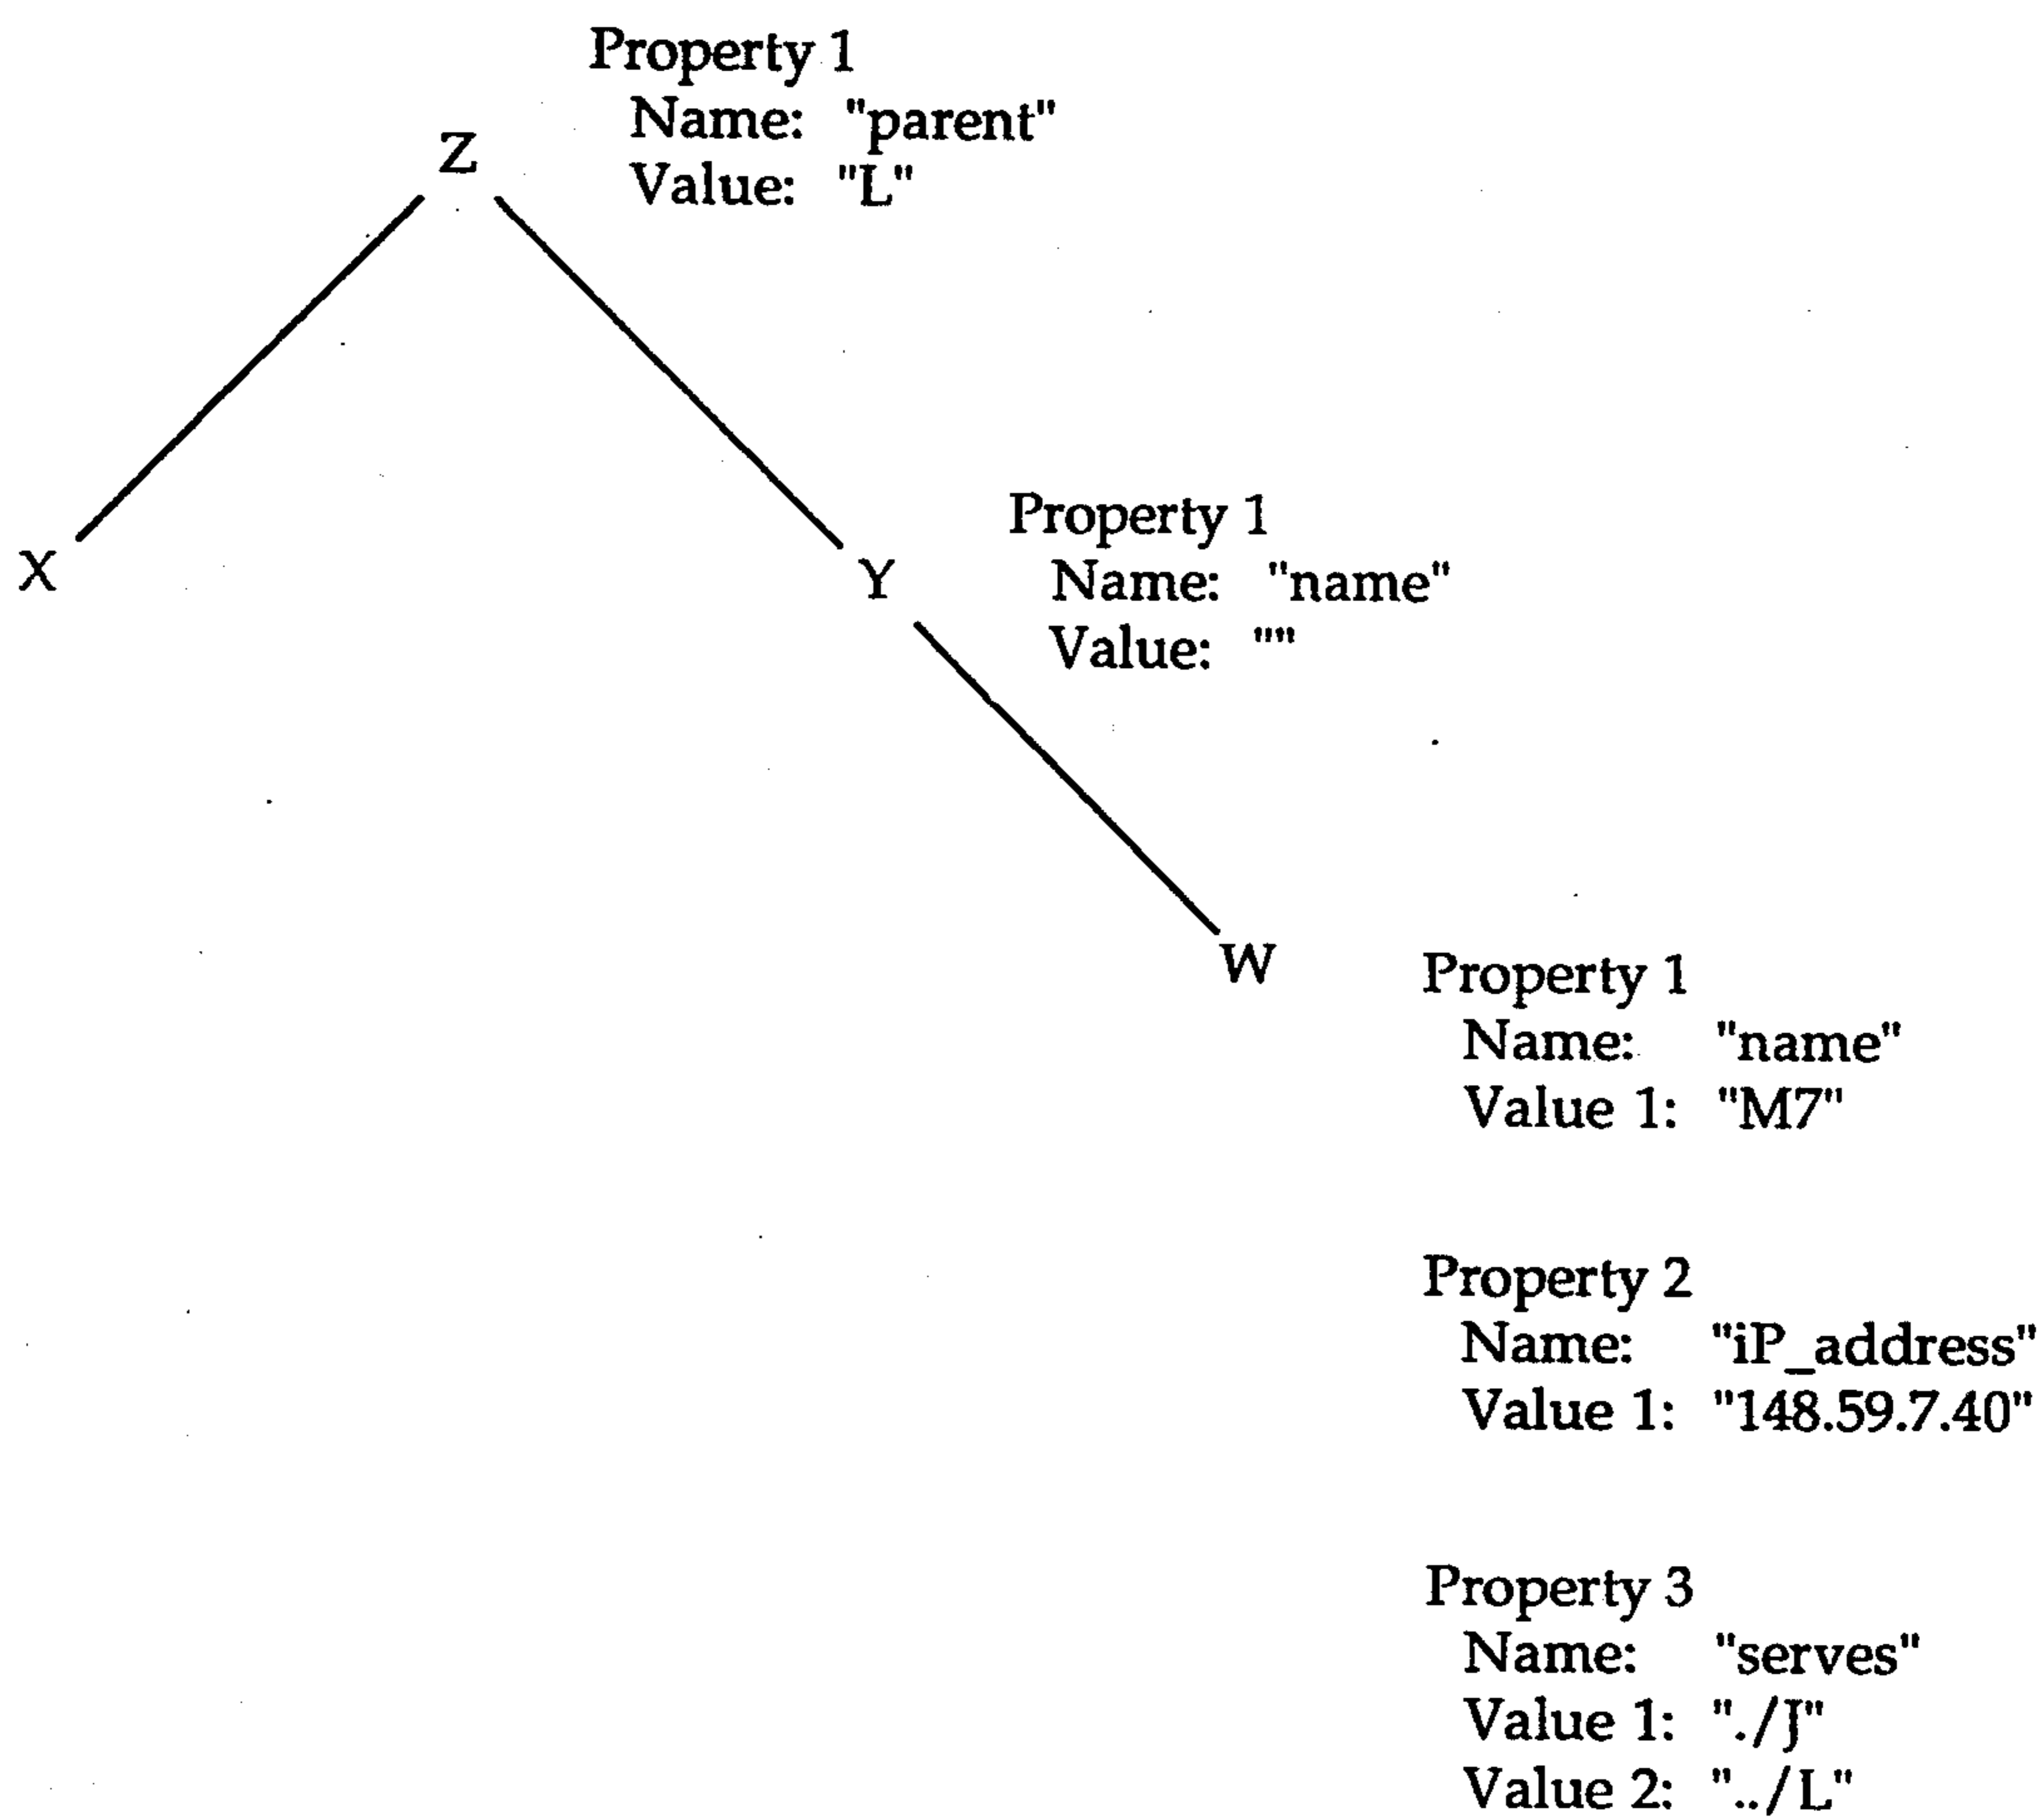 Property 1
Name: "parent"
Z
Value: "L"
Property 1
X
Y
Name: "name"
Value: ""
W
Property 1
Name: "name"
Value 1: "M7"
Property 2
Name: "iP_address"
Value 1: "148.59.7.40"
Property 3
Name: "serves"
Value 1: "./J"
Value 2: "../L"